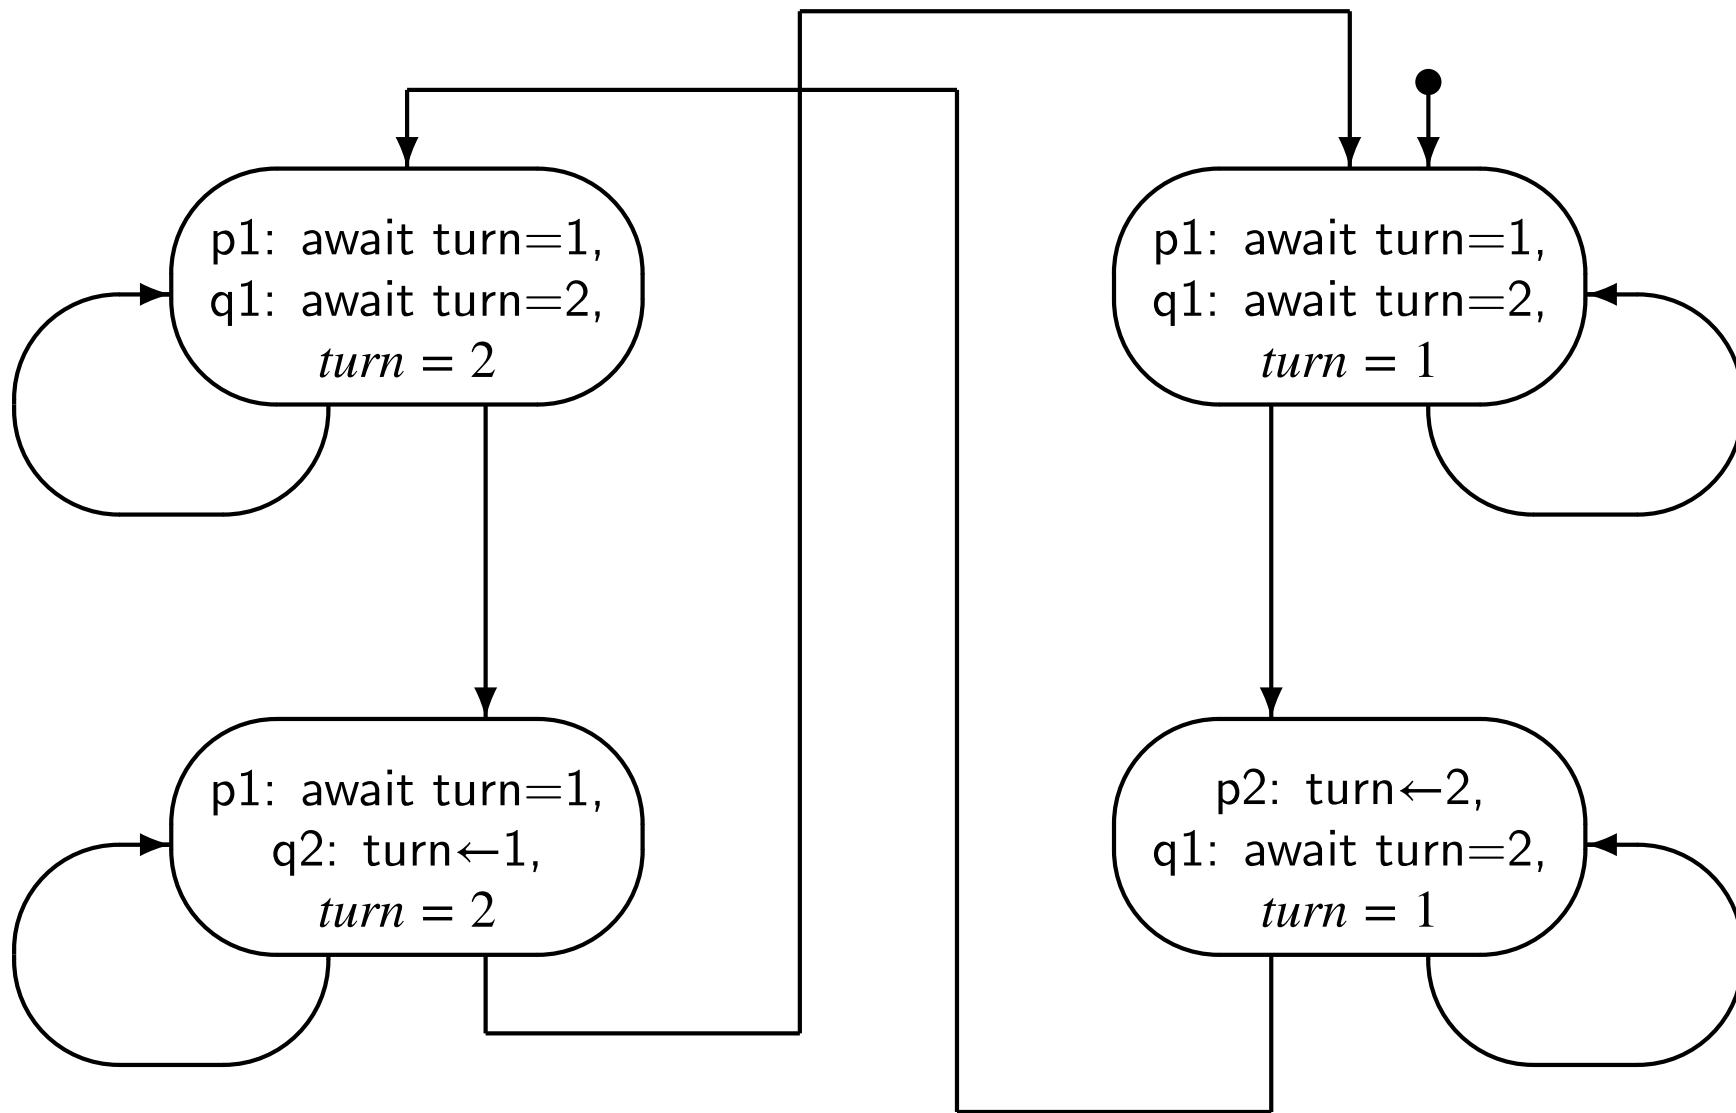 p1: await turn=1,
q1: await turn=2,
turn = 2
p1: await turn=1,
q1: await turn=2,
turn = 1
p1: await turn=1,
q2: turn←1,
turn = 2
p2: turn←2,
q1: await turn=2,
turn = 1